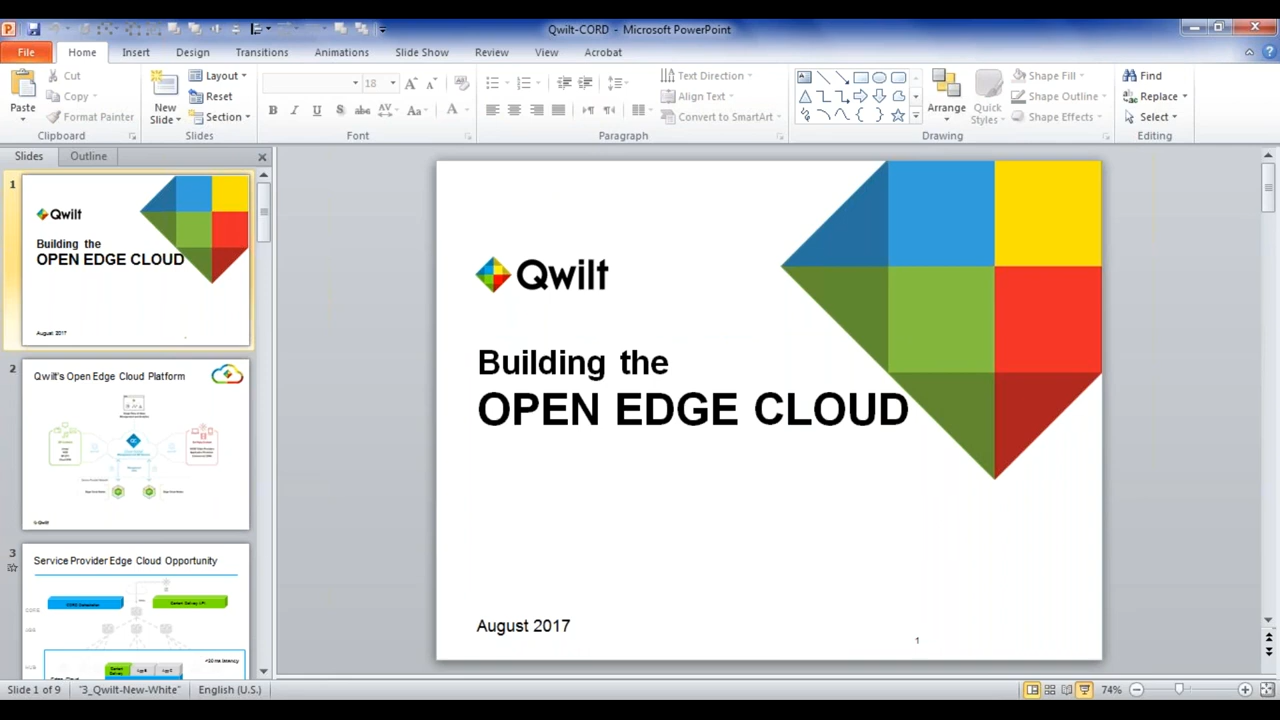 Qwilt-CORD - Microsoft PowerPoint
File Home Insert Design Transitions Animations Slide Show Review View Acrobat
Paste
Cut
Copy
Format Painter
Clipboard
New
Slide
Layout
Reset
Section
Slides
18
Font
Text Direction
Align Text
Convert to SmartArt
Paragraph
Arrange
Quick
Styles
Shape Fill
Shape Outline
Shape Effects
Drawing
Find
Replace
Select
Editing
Slides Outline
1
Qwilt
Building the
OPEN EDGE CLOUD
August 2017
2
Qwilt's Open Edge Cloud Platform
Qwilt
3
Service Provider Edge Cloud Opportunity
Qwilt
Building the
OPEN EDGE CLOUD
August 2017
1
Slide 1 of 9 "3_Qwilt-New-White" English (U.S.) 74%